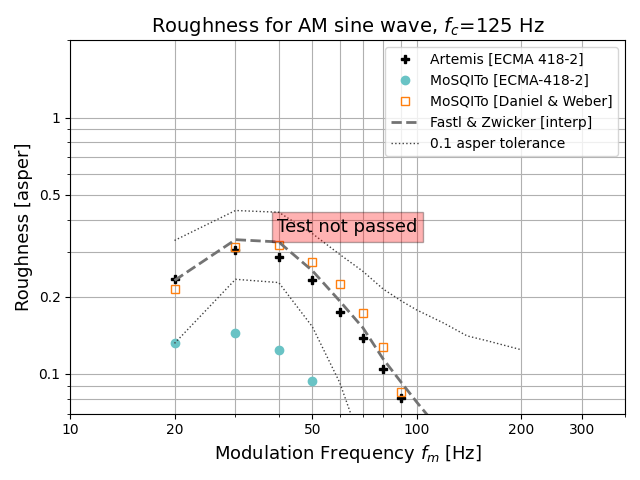 Roughness for AM sine wave, f_c=125 Hz
Artemis [ECMA 418-2]
MoSQITo [ECMA-418-2]
MoSQITo [Daniel & Weber]
Fastl & Zwicker [interp]
0.1 asper tolerance
Test not passed
Roughness [asper]
1
0.5
0.2
0.1
10 20 50 100 200 300
Modulation Frequency f_m [Hz]